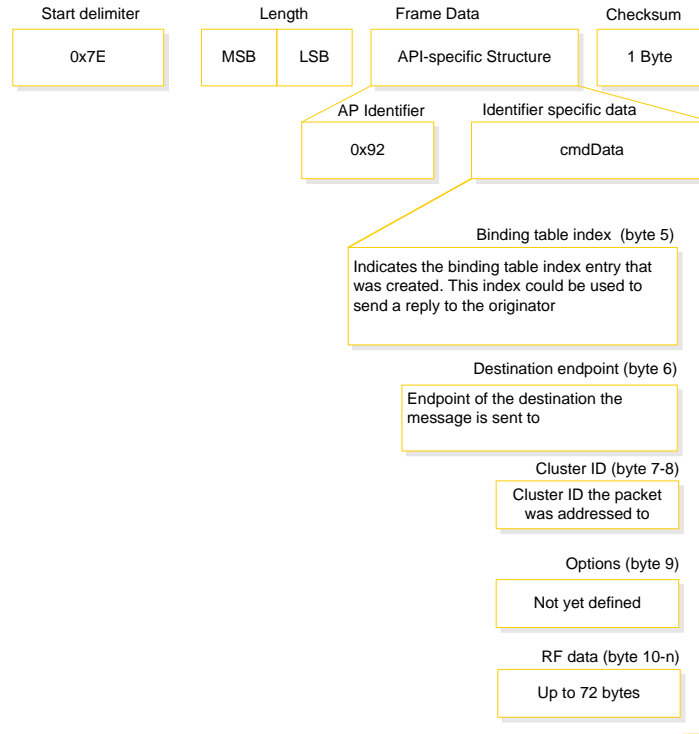 Start delimiter
Length
Frame Data
Checksum
0x7E
MSB
LSB
API-specific Structure
1 Byte
AP Identifier
Identifier specific data
0x92
cmdData
Binding table index (byte 5)
Indicates the binding table index entry that
was created. This index could be used to
send a reply to the originator
Destination endpoint (byte 6)
Endpoint of the destination the
message is sent to
Cluster ID (byte 7-8)
Cluster ID the packet
was addressed to
Options (byte 9)
Not yet defined
RF data (byte 10-n)
Up to 72 bytes